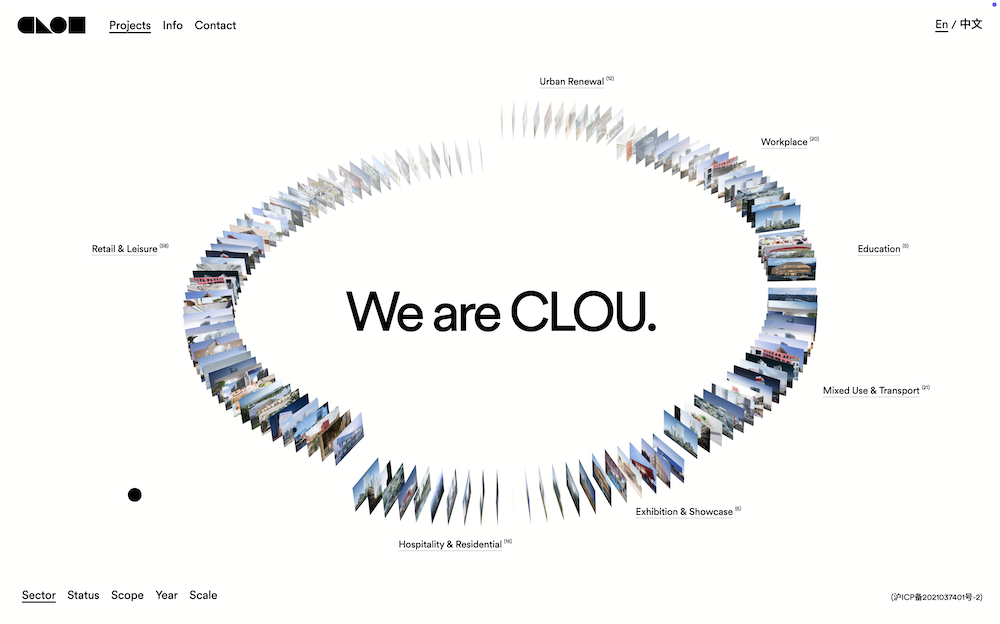 CLOU
Projects Info Contact
En / 中文
Urban Renewal (12)
Workplace (20)
Retail & Leisure (58)
Education (5)
We are CLOU.
Mixed Use & Transport (21)
Exhibition & Showcase (6)
Hospitality & Residential (16)
Sector Status Scope Year Scale
(沪ICP备2021037401号-2)